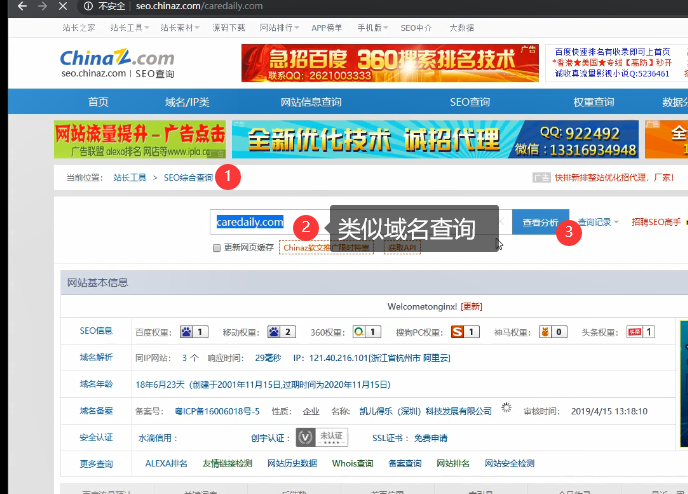 不安全 seo.chinaz.com/caredaily.com
站长之家 站长工具 站长素材 源码下载 网站排行 APP榜单 手机版 SEO中介 大数据
ChinaZ.com
seo.chinaz.com | SEO查询
急招百度 360搜索排名技术
联系QQ: 2621003333
广告
百度快速排名有收录即可上首页
*香港★美国★专线【高防】秒开
诚收真流量影视小说Q:5236461
首页 域名/IP类 网站信息查询 SEO查询 权重查询 数据分
网站流量提升-广告点击
广告联盟 alexa排名 网店等www.ipla.cc
全新优化技术 诚招代理
QQ: 922492
微信: 13316934948
当前位置: 站长工具 > SEO综合查询 1
广告 快排新排整站优化招代理，厂家!
caredaily.com 2 类似域名查询 查看分析 3 查询记录 招聘SEO高手
更新网页缓存 获取API
网站基本信息
Welcometonginxl [更新]
SEO信息 百度权重: 1 移动权重: 2 360权重: 1 搜狗PC权重: 1 神马权重: 0 头条权重: 1
域名解析 同IP网站: 3 个 响应时间: 29毫秒 IP: 121.40.216.101[浙江省杭州市 阿里云]
域名年龄 18年6月23天 (创建于2001年11月15日,过期时间为2020年11月15日)
域名备案 备案号: 粤ICP备16006018号-5 性质: 企业 名称: 凯儿得乐（深圳）科技发展有限公司 审核时间: 2019/4/15 13:18:10
安全认证 水滴信用: 创宇认证: 未认证 SSL证书: 免费申请
更多查询 ALEXA排名 友情链接检测 网站历史数据 Whois查询 备案查询 网站排名 网站安全检测